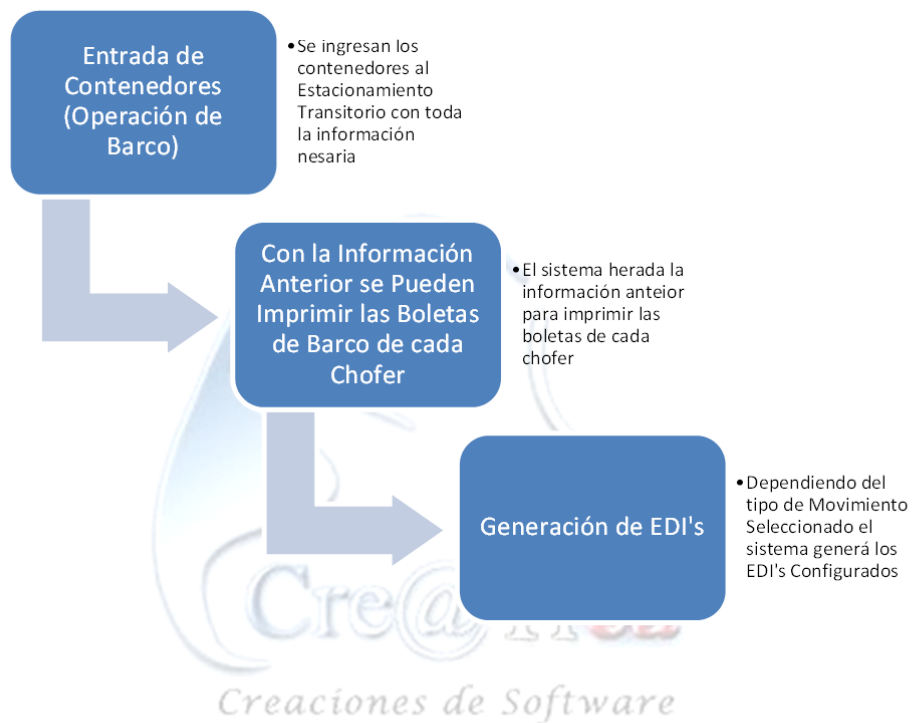 Entrada de
Contenedores
(Operación de
Barco)
•Se ingresan los
contenedores al
Estacionamiento
Transitorio con toda
la información
nesaria
Con la Información
Anterior se Pueden
Imprimir las Boletas
de Barco de cada
Chofer
•El sistema herada la
información anteior
para imprimir las
boletas de cada
chofer
Generación de EDI's
•Dependiendo del
tipo de Movimiento
Seleccionado el
sistema generá los
EDI's Configurados
Creaciones de Software